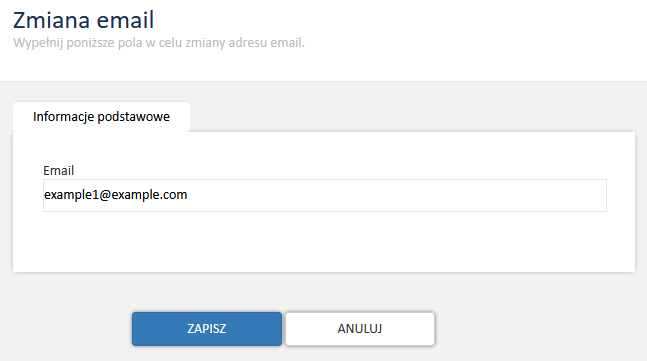 Zmiana email
Wypełnij poniższe pola w celu zmiany adresu email.
Informacje podstawowe
Email
example1@example.com
ZAPISZ
ANULUJ